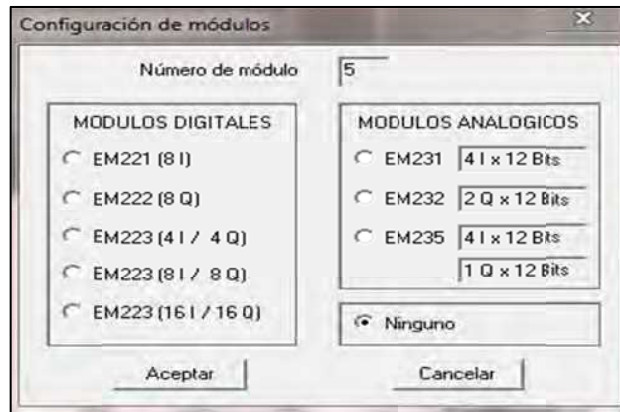 Configuración de módulos
Número de módulo 5
MODULOS DIGITALES
EM221 (8 I)
EM222 (8 Q)
EM223 (4 I / 4 Q)
EM223 (8 I / 8 Q)
EM223 (16 I / 16 Q)
MODULOS ANALOGICOS
EM231 4 I x 12 Bits
EM232 2 Q x 12 Bits
EM235 4 I x 12 Bits
1 Q x 12 Bits
Ninguno
Aceptar
Cancelar